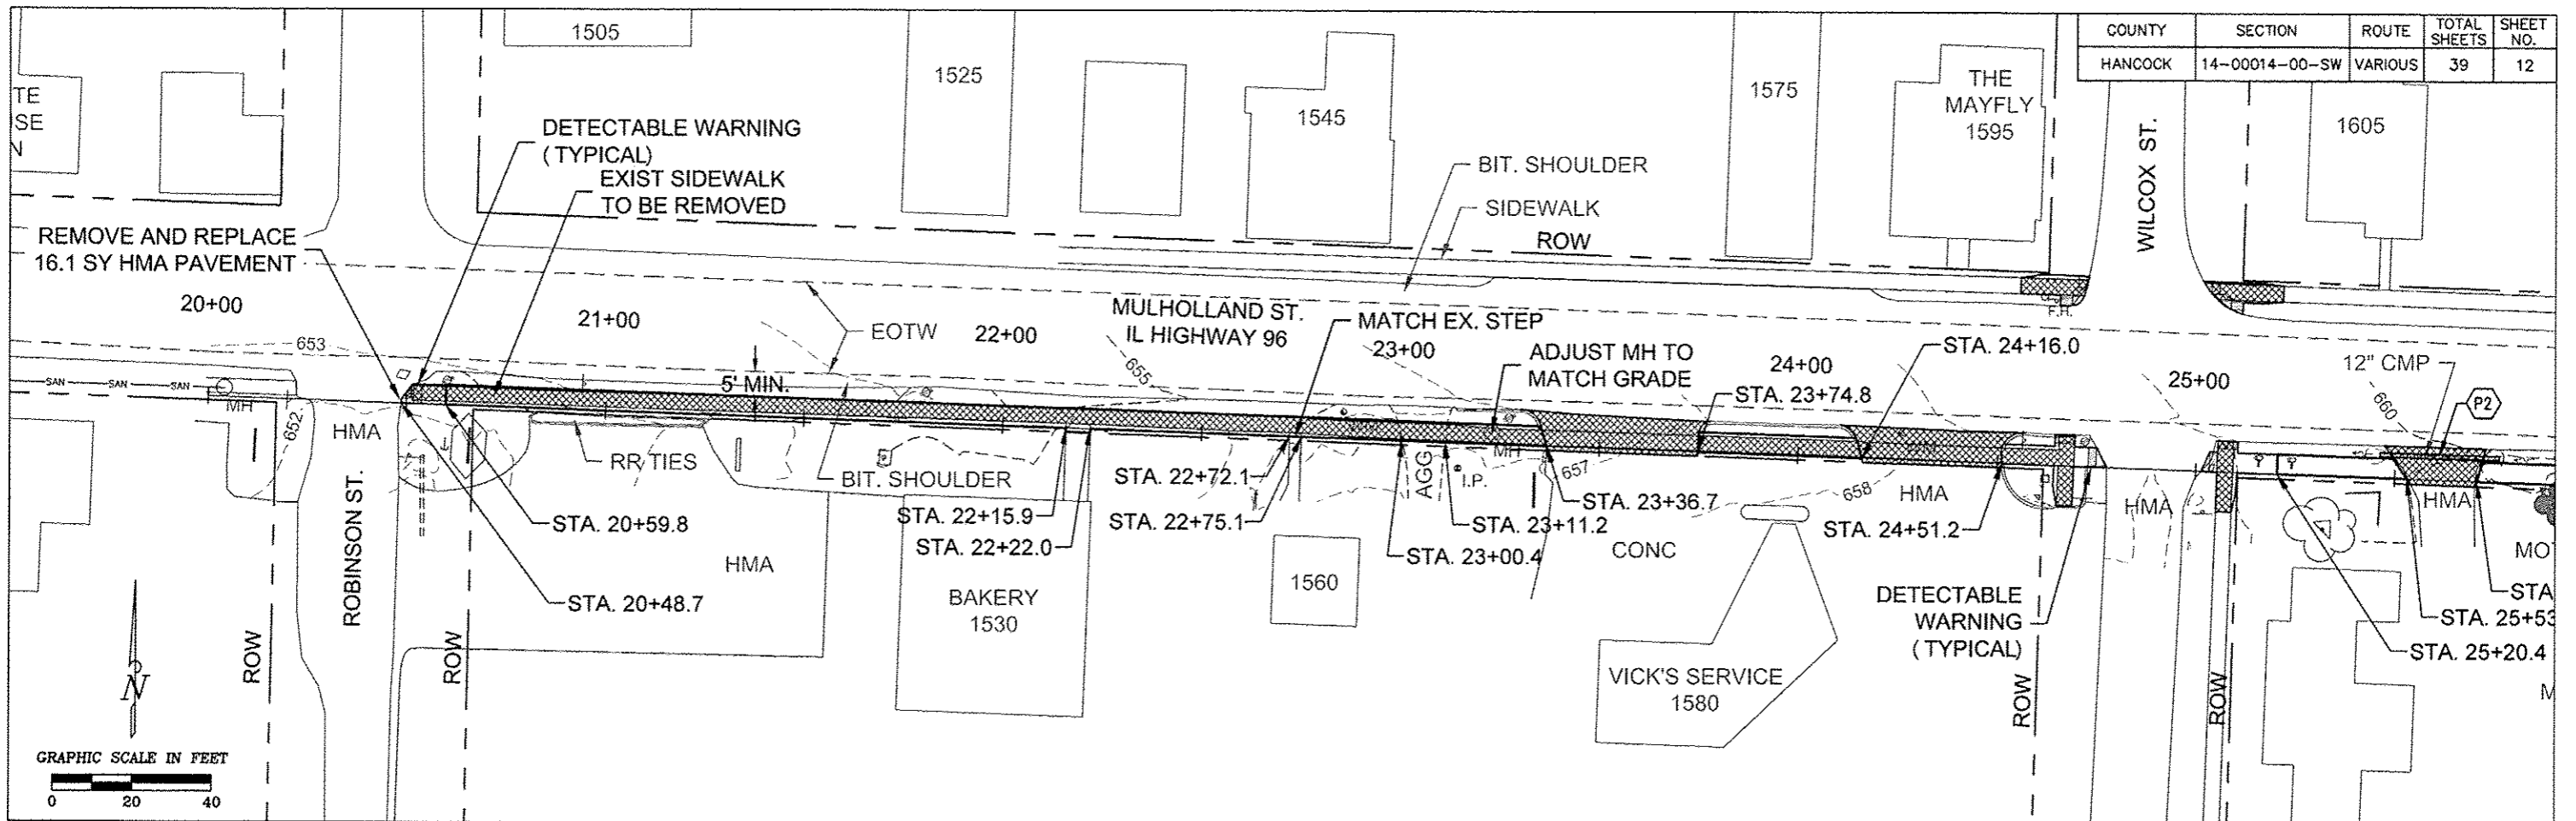 COUNTY SECTION ROUTE TOTAL SHEETS SHEET NO.
HANCOCK 14-00014-00-SW VARIOUS 39 12
1505
1525
1545
1575
THE
MAYFLY
1595
WILCOX ST.
1605
TE
SE
N
DETECTABLE WARNING
( TYPICAL)
EXIST SIDEWALK
TO BE REMOVED
BIT. SHOULDER
SIDEWALK
ROW
REMOVE AND REPLACE
16.1 SY HMA PAVEMENT
20+00
21+00
EOTW
22+00
MULHOLLAND ST.
IL HIGHWAY 96
MATCH EX. STEP
23+00
ADJUST MH TO
MATCH GRADE
24+00
STA. 24+16.0
25+00
12" CMP
P2
F.H.
653
655
660
5' MIN.
STA. 23+74.8
SAN SAN SAN
MH
652
HMA
RR TIES
BIT. SHOULDER
STA. 22+15.9
STA. 22+22.0
STA. 22+72.1
STA. 22+75.1
AGG
I.P.
MH
657
STA. 23+36.7
STA. 23+11.2
STA. 23+00.4
CONC
658
HMA
WM
STA. 24+51.2
HMA
HMA
STA. 20+59.8
STA. 20+48.7
HMA
BAKERY
1530
1560
VICK'S SERVICE
1580
DETECTABLE
WARNING
( TYPICAL)
MO
STA
STA. 25+53
STA. 25+20.4
M
ROBINSON ST.
ROW
ROW
ROW
ROW
N
GRAPHIC SCALE IN FEET
0 20 40